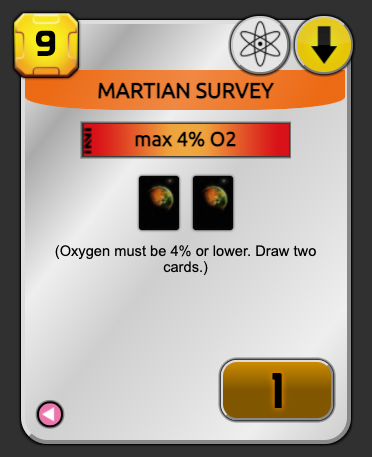 9
MARTIAN SURVEY
max 4% O2
(Oxygen must be 4% or lower. Draw two
cards.)
1